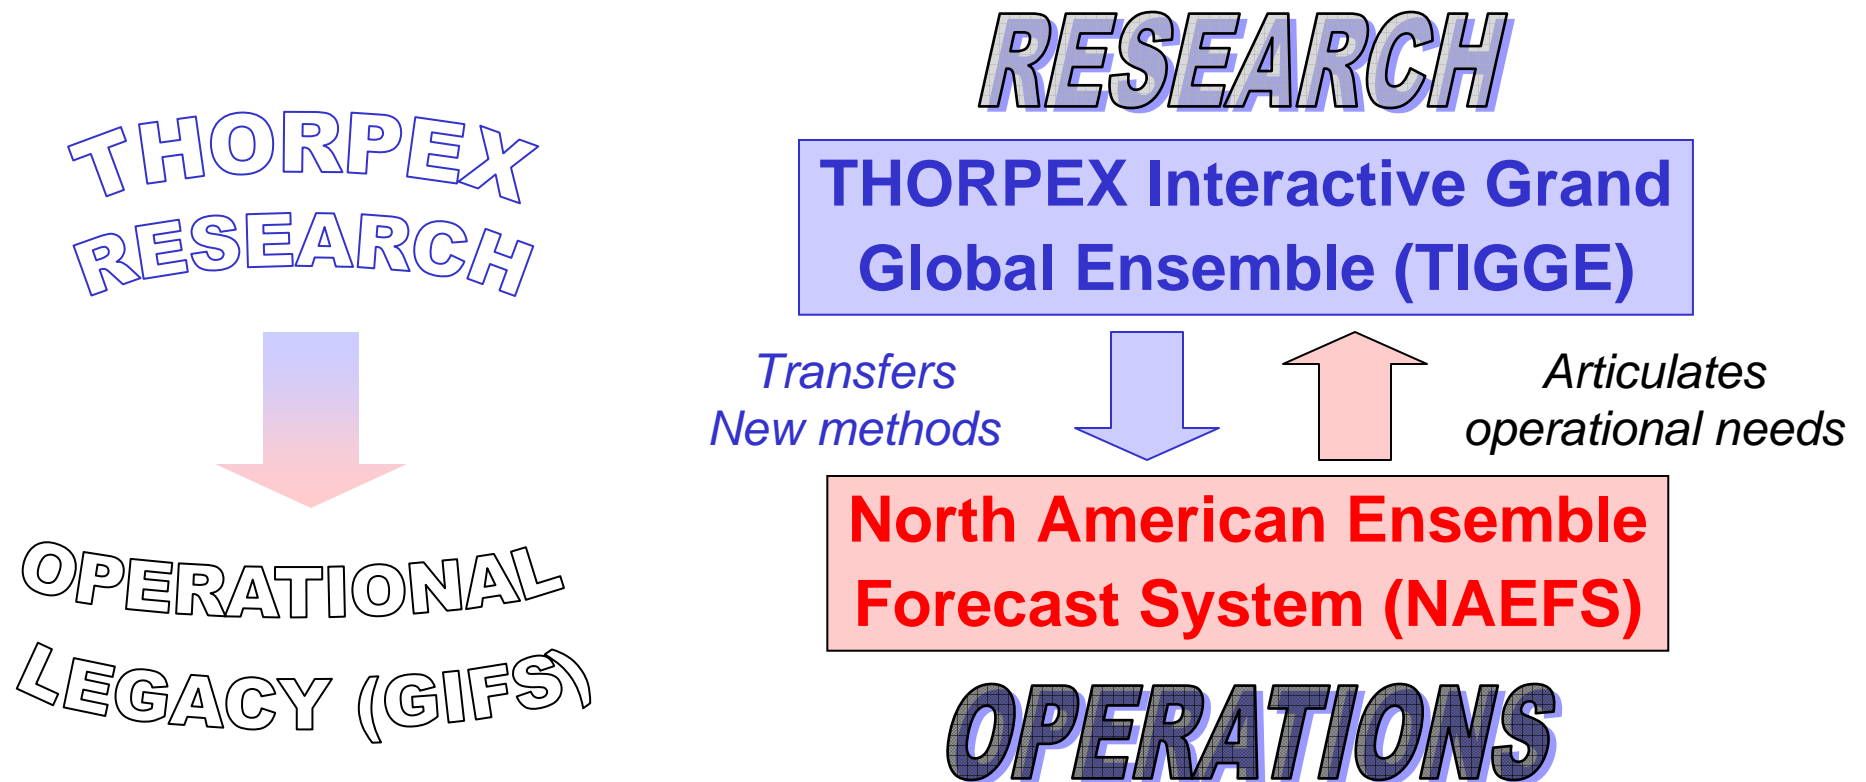 THORPEX
RESEARCH
OPERATIONAL
LEGACY (GIFS)
RESEARCH
THORPEX Interactive Grand
Global Ensemble (TIGGE)
Transfers
New methods
Articulates
operational needs
North American Ensemble
Forecast System (NAEFS)
OPERATIONS